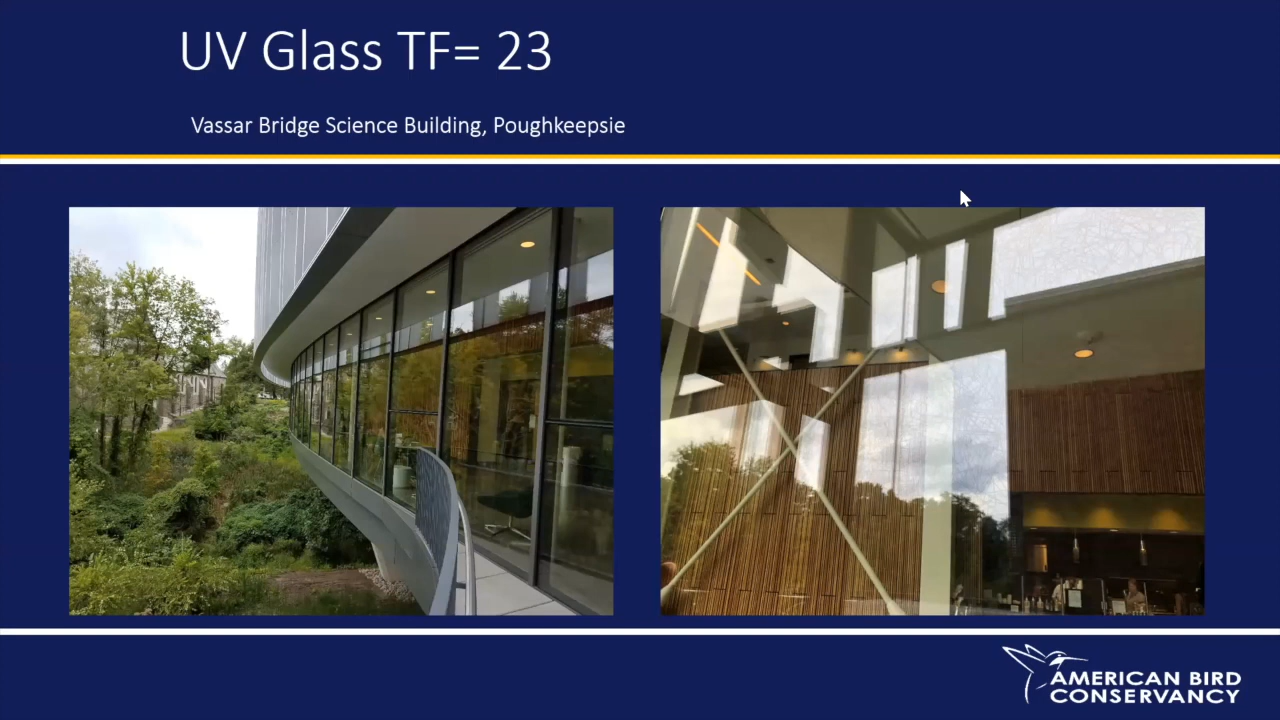 UV Glass TF= 23
Vassar Bridge Science Building, Poughkeepsie
AMERICAN BIRD
CONSERVANCY